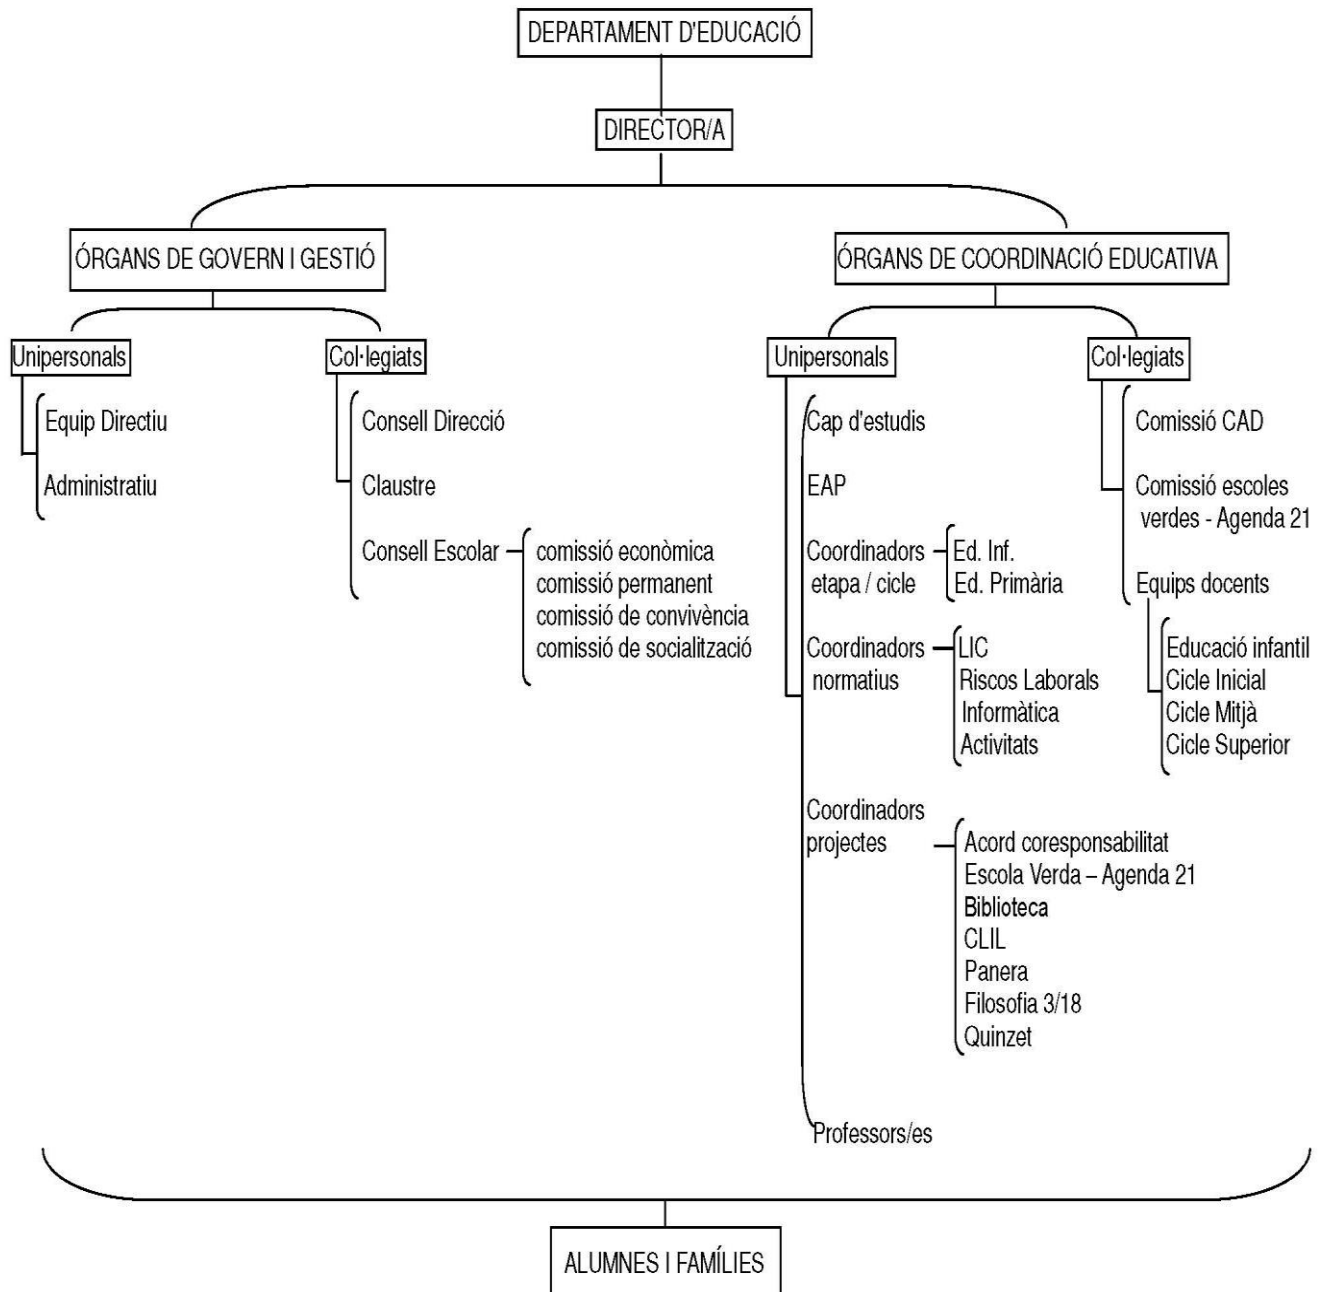 DEPARTAMENT D'EDUCACIÓ
DIRECTOR/A
ÓRGANS DE GOVERN I GESTIÓ
Unipersonals
Equip Directiu
Administratiu
Col·legiats
Consell Direcció
Claustre
Consell Escolar
comissió econòmica
comissió permanent
comissió de convivència
comissió de socialització
ÓRGANS DE COORDINACIÓ EDUCATIVA
Unipersonals
Cap d'estudis
EAP
Coordinadors
etapa / cicle
Ed. Inf.
Ed. Primària
Coordinadors
normatius
LIC
Riscos Laborals
Informàtica
Activitats
Coordinadors
projectes
Acord coresponsabilitat
Escola Verda – Agenda 21
Biblioteca
CLIL
Panera
Filosofia 3/18
Quinzet
Professors/es
Col·legiats
Comissió CAD
Comissió escoles
verdes - Agenda 21
Equips docents
Educació infantil
Cicle Inicial
Cicle Mitjà
Cicle Superior
ALUMNES I FAMÍLIES